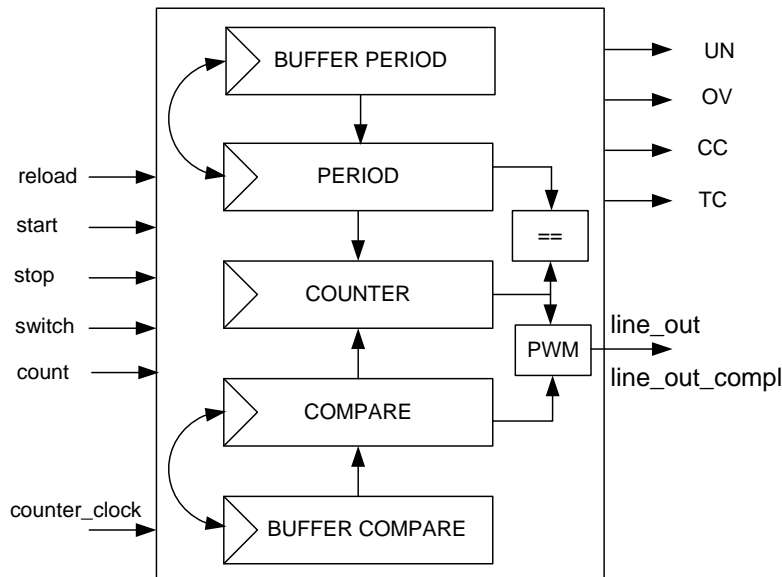 BUFFER PERIOD
PERIOD
==
COUNTER
PWM
COMPARE
BUFFER COMPARE
reload
start
stop
switch
count
counter_clock
UN
OV
CC
TC
line_out
line_out_compl